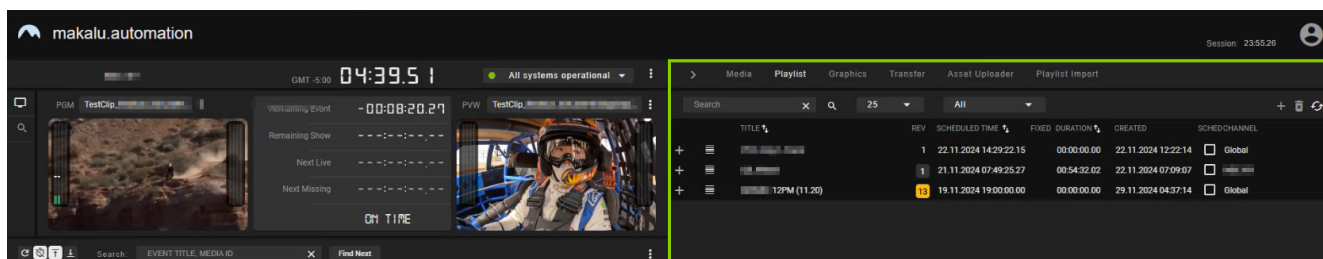 makalu.automation
Session: 23:55.26
GMT -5:00 04:39.51 All systems operational
Media Playlist Graphics Transfer Asset Uploader Playlist Import
PGM TestClip_
Remaining Event -00:08:20.27
PVW TestClip_
Remaining Show ---:--:--.--
Next Live ---:--:--.--
Next Missing ---:--:--.--
ON TIME
Search 25 All
TITLE REV SCHEDULED TIME FIXED DURATION CREATED SCHED CHANNEL
1 22.11.2024 14:29:22.15 00:00:00.00 22.11.2024 12:22:14 Global
1 21.11.2024 07:49:25.27 00:54:32.02 22.11.2024 07:09:07
12PM (11.20) 13 19.11.2024 19:00:00.00 00:00:00.00 29.11.2024 04:37:14 Global
Search: EVENT TITLE, MEDIA ID Find Next